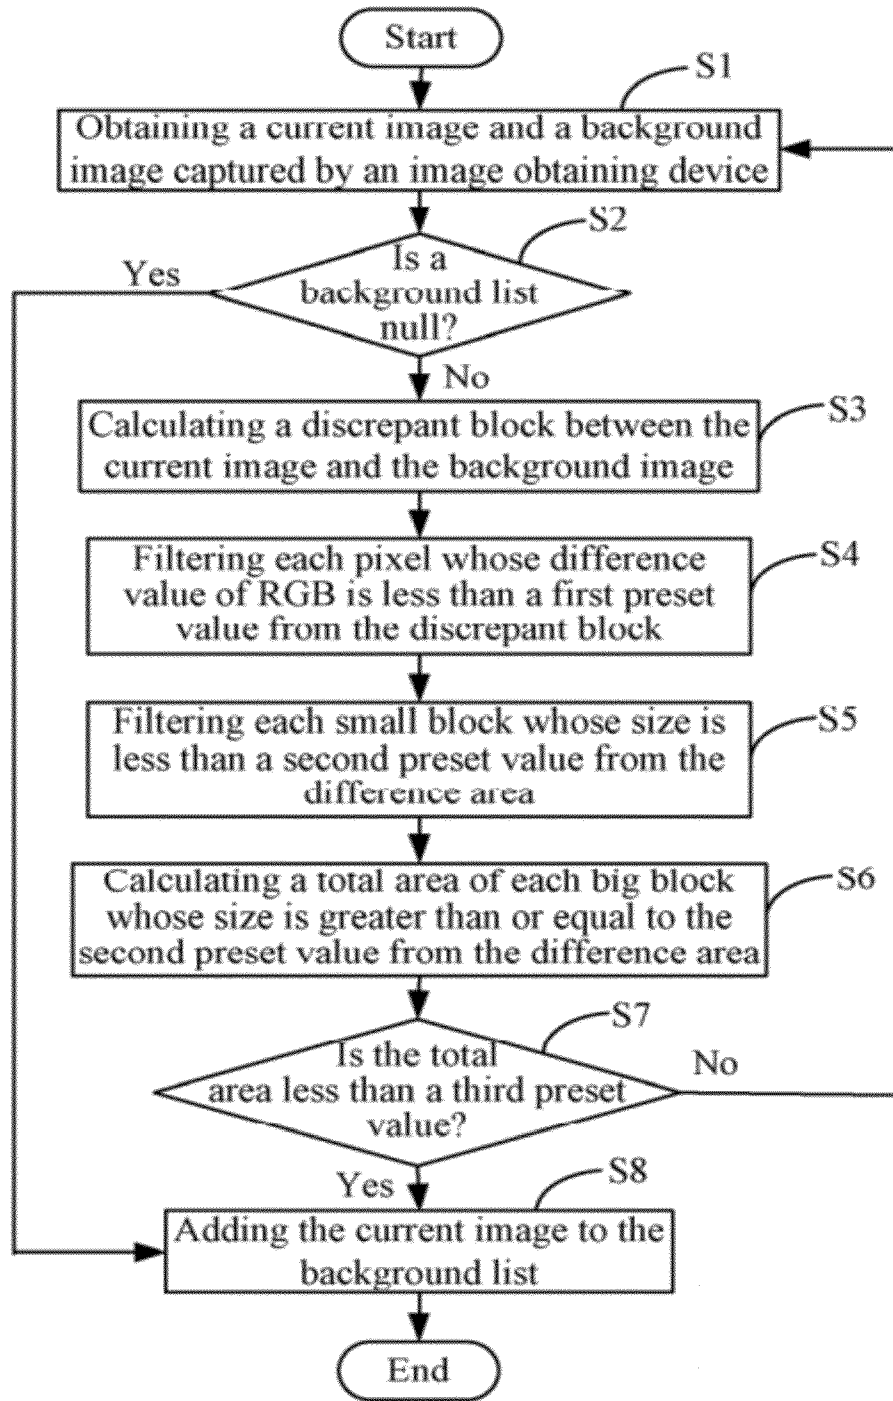 Start
S1
Obtaining a current image and a background
image captured by an image obtaining device
S2
Yes
Is a
background list
null?
No
S3
Calculating a discrepant block between the
current image and the background image
S4
Filtering each pixel whose difference
value of RGB is less than a first preset
value from the discrepant block
S5
Filtering each small block whose size is
less than a second preset value from the
difference area
S6
Calculating a total area of each big block
whose size is greater than or equal to the
second preset value from the difference area
S7
Is the total
area less than a third preset
value?
No
Yes
S8
Adding the current image to the
background list
End